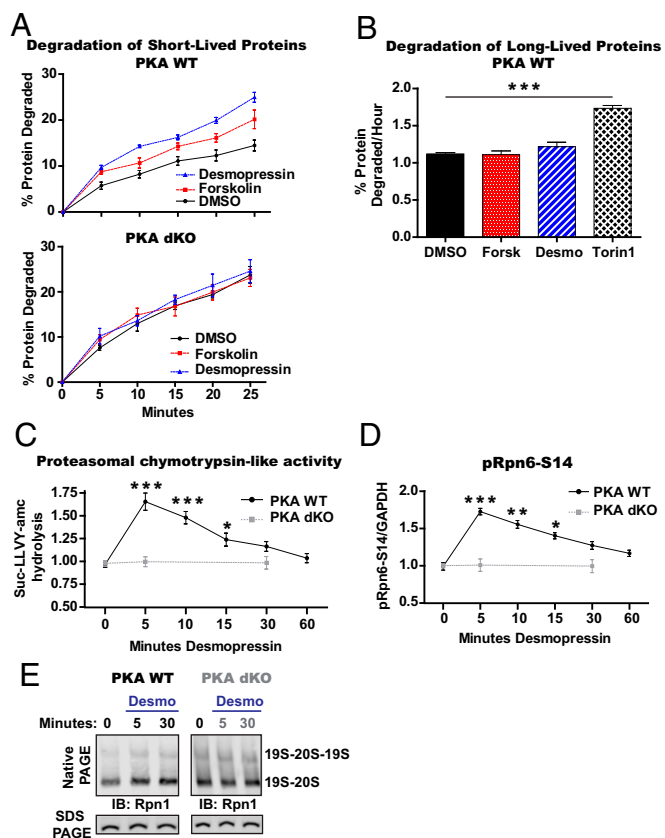 A
Degradation of Short-Lived Proteins
PKA WT
% Protein Degraded
30
20
10
0
0 5 10 15 20 25
Desmopressin
Forskolin
DMSO
PKA dKO
% Protein Degraded
30
20
10
0
DMSO
Forskolin
Desmopressin
0 5 10 15 20 25
Minutes
B
Degradation of Long-Lived Proteins
PKA WT
% Protein
Degraded/Hour
2.0
1.5
1.0
0.5
0.0
***
DMSO Forsk Desmo Torin1
C
Proteasomal chymotrypsin-like activity
Suc-LLVY-amc
hydrolysis
1.75
1.50
1.25
1.00
0.75
0.50
*** *** *
PKA WT
PKA dKO
0 5 10 15 30 60
Minutes Desmopressin
D
pRpn6-S14
pRpn6-S14/GAPDH
2.0
1.5
1.0
0.5
*** ** *
PKA WT
PKA dKO
0 5 10 15 30 60
Minutes Desmopressin
E
PKA WT PKA dKO
Desmo Desmo
Minutes: 0 5 30 0 5 30
Native
PAGE
19S-20S-19S
19S-20S
IB: Rpn1 IB: Rpn1
SDS
PAGE